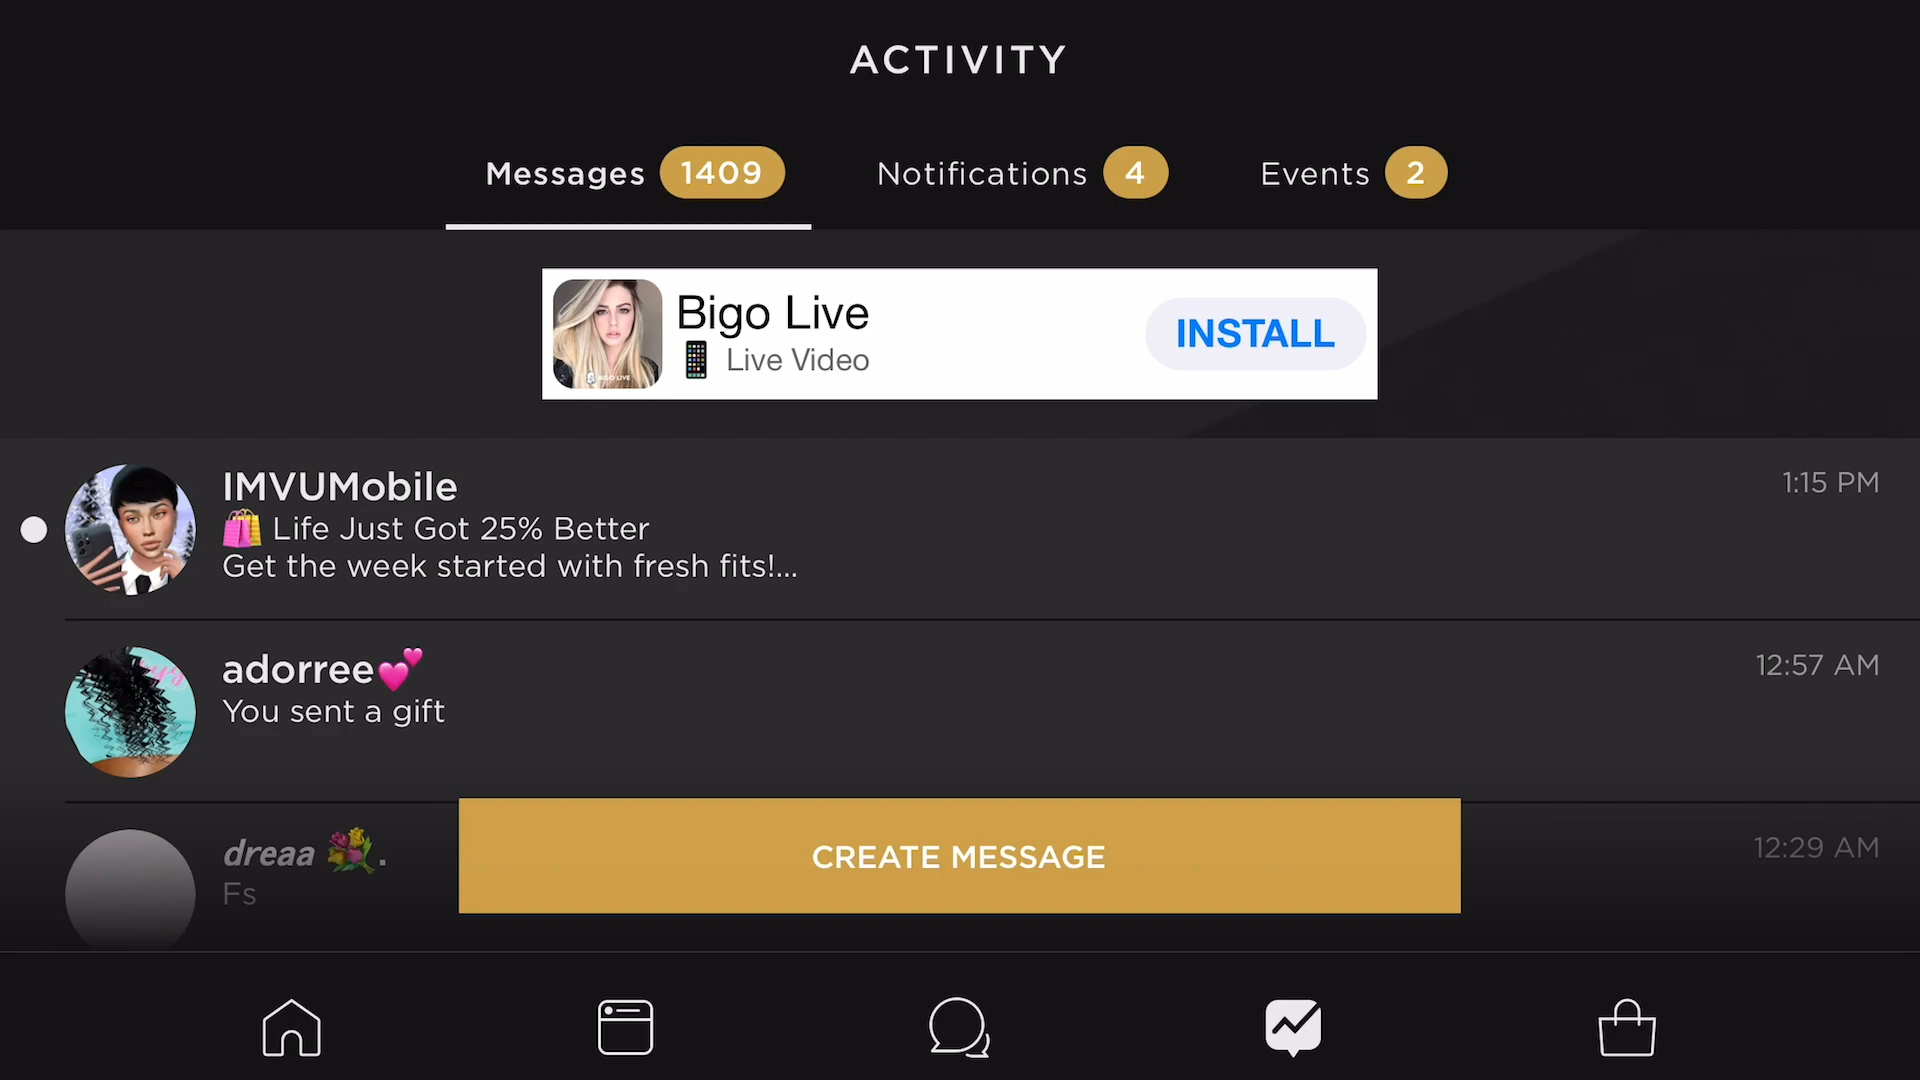 ACTIVITY
Messages 1409
Notifications 4
Events 2
Bigo Live
📱 Live Video
INSTALL
IMVUMobile
1:15 PM
🛍️ Life Just Got 25% Better
Get the week started with fresh fits!...
adorree💕
12:57 AM
You sent a gift
dreaa 💐.
12:29 AM
Fs
CREATE MESSAGE